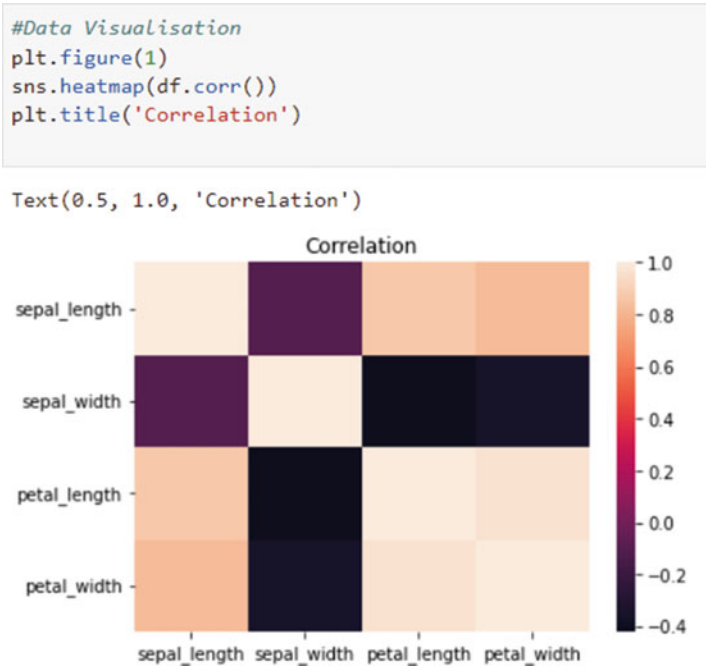 #Data Visualisation
plt.figure(1)
sns.heatmap(df.corr())
plt.title('Correlation')
Text(0.5, 1.0, 'Correlation')
Correlation
sepal_length
sepal_width
petal_length
petal_width
sepal_length sepal_width petal_length petal_width
1.0
0.8
0.6
0.4
0.2
0.0
−0.2
−0.4